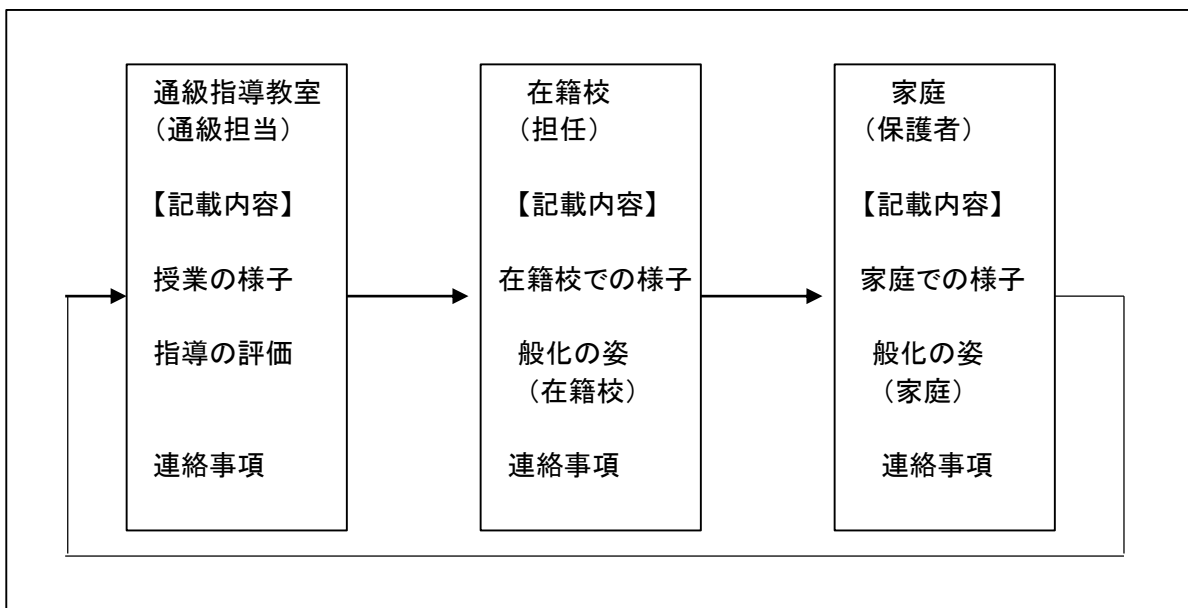 通級指導教室
（通級担当）
【記載内容】
授業の様子
指導の評価
連絡事項
在籍校
（担任）
【記載内容】
在籍校での様子
般化の姿
（在籍校）
連絡事項
家庭
（保護者）
【記載内容】
家庭での様子
般化の姿
（家庭）
連絡事項